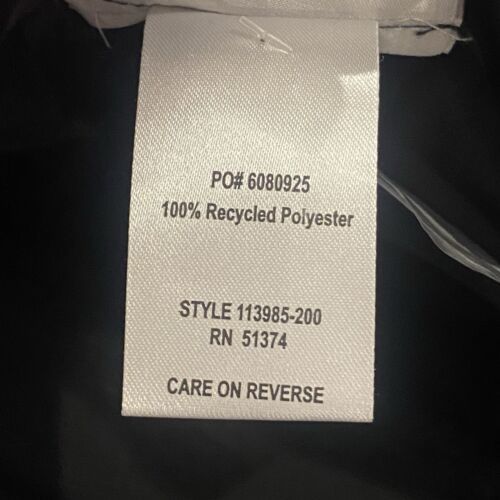 PO# 6080925
100% Recycled Polyester
STYLE 113985-200
RN 51374
CARE ON REVERSE